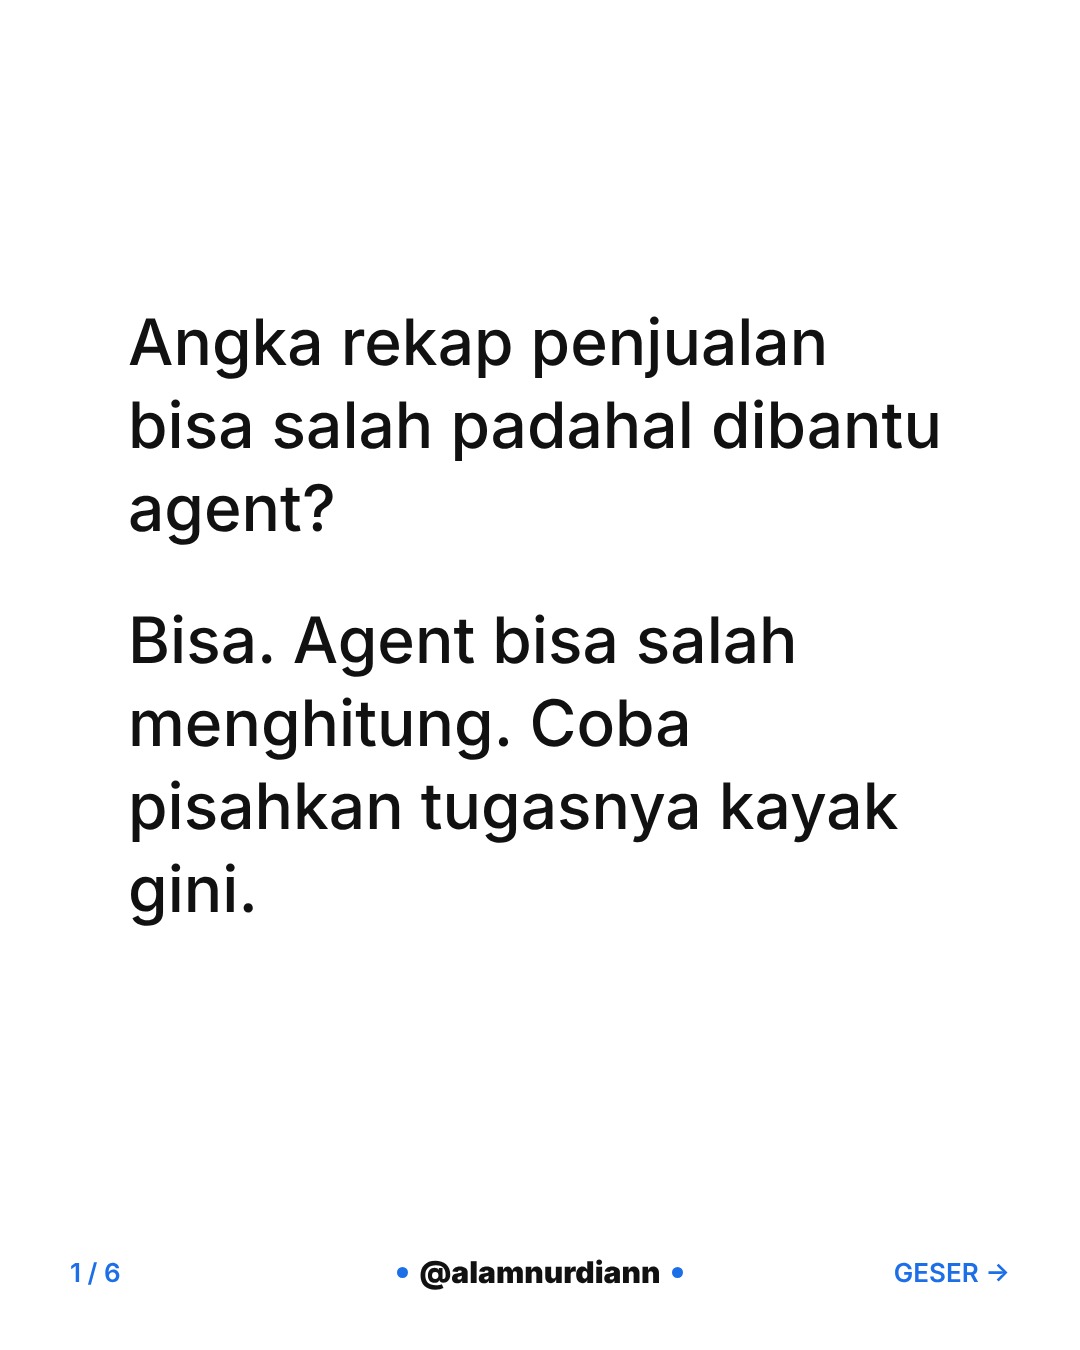 Angka rekap penjualan
bisa salah padahal dibantu
agent?
Bisa. Agent bisa salah
menghitung. Coba
pisahkan tugasnya kayak
gini.
1 / 6
• @alamnurdiann •
GESER →